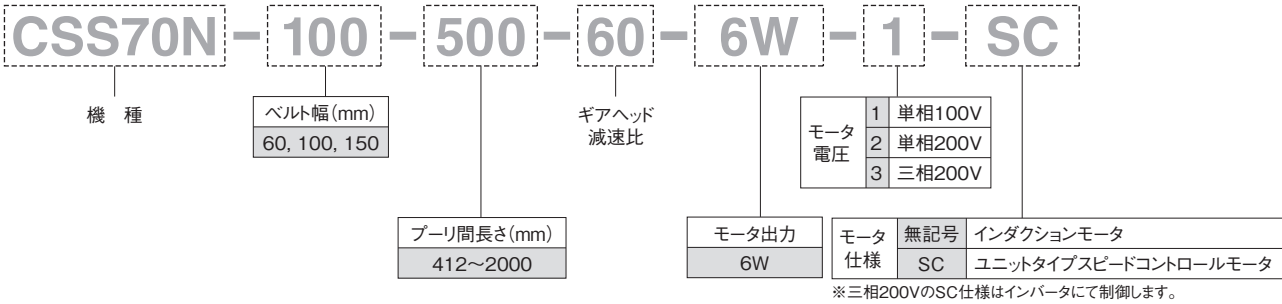 CSS70N-100-500-60-6W-1-SC
機 種
ベルト幅(mm)
60, 100, 150
ギアヘッド
減速比
モータ
電圧
1 単相100V
2 単相200V
3 三相200V
プーリ間長さ(mm)
412~2000
モータ出力
6W
モータ
仕様
無記号 インダクションモータ
SC ユニットタイプスピードコントロールモータ
※三相200VのSC仕様はインバータにて制御します。